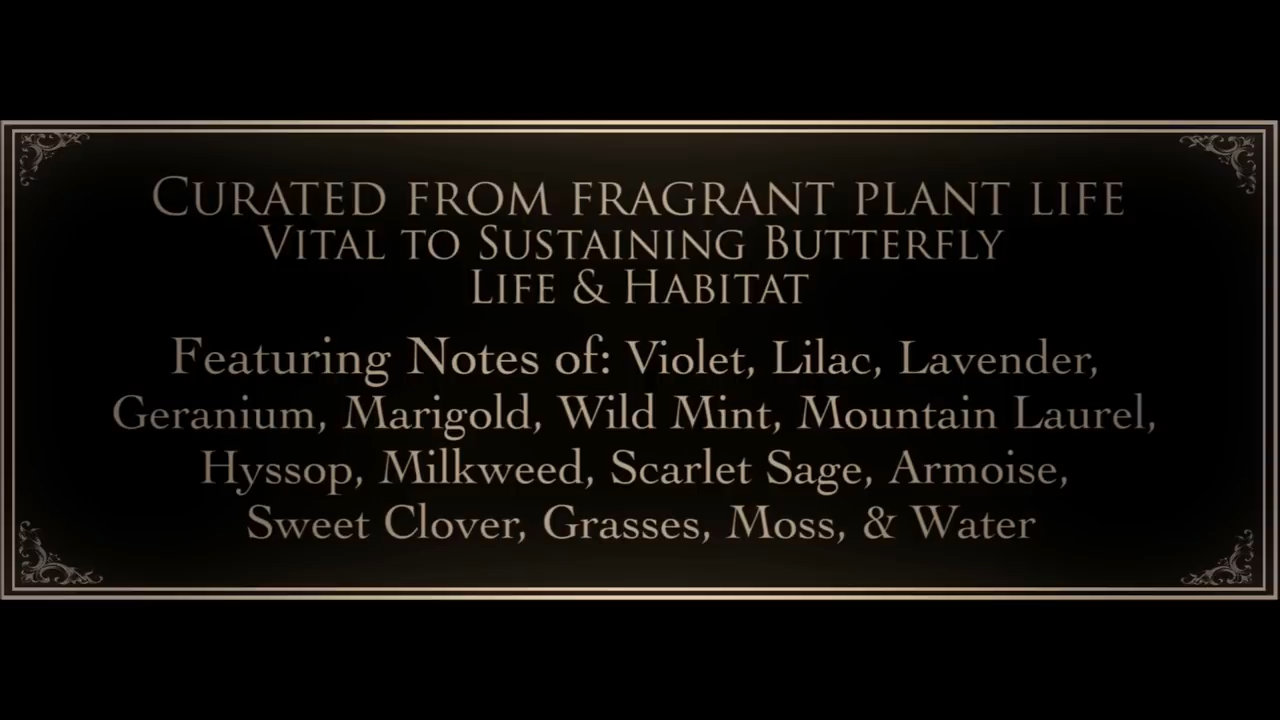 Curated from fragrant plant life
Vital to Sustaining Butterfly
Life & Habitat
Featuring Notes of: Violet, Lilac, Lavender,
Geranium, Marigold, Wild Mint, Mountain Laurel,
Hyssop, Milkweed, Scarlet Sage, Armoise,
Sweet Clover, Grasses, Moss, & Water